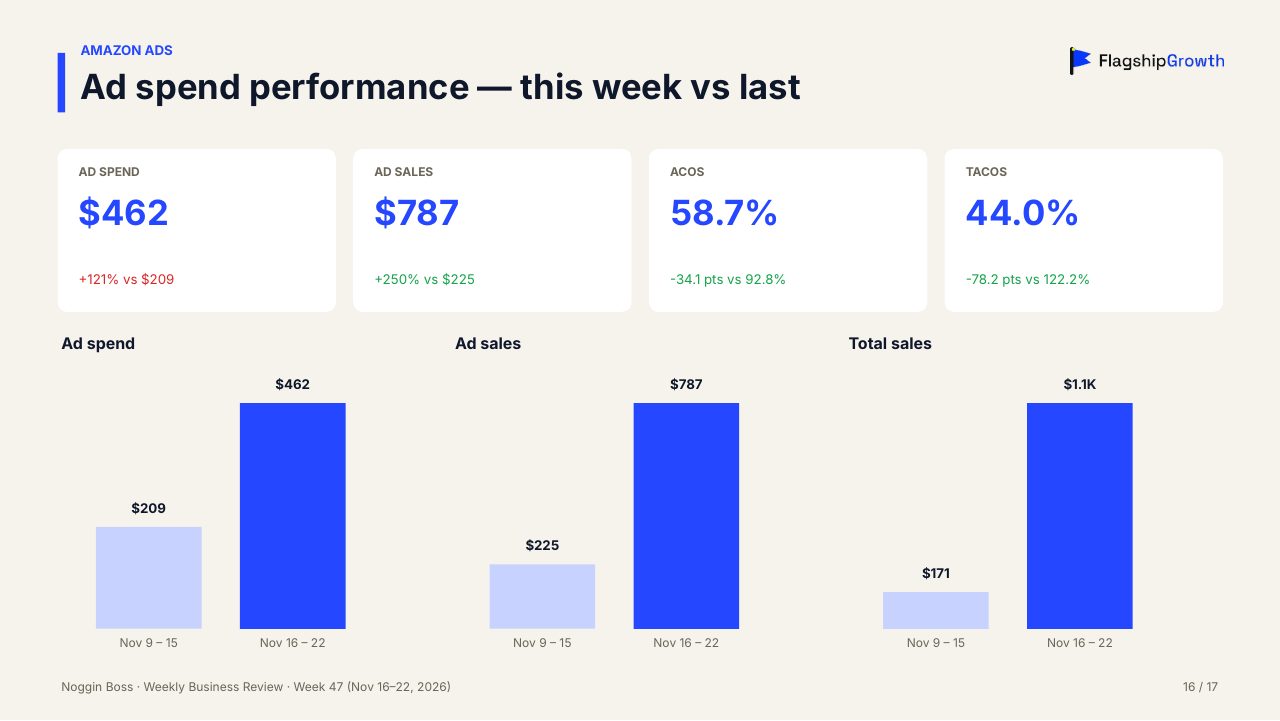 AMAZON ADS
Ad spend performance — this week vs last
FlagshipGrowth
AD SPEND
$462
+121% vs $209
AD SALES
$787
+250% vs $225
ACOS
58.7%
-34.1 pts vs 92.8%
TACOS
44.0%
-78.2 pts vs 122.2%
Ad spend
$209
$462
Nov 9 – 15
Nov 16 – 22
Ad sales
$225
$787
Nov 9 – 15
Nov 16 – 22
Total sales
$171
$1.1K
Nov 9 – 15
Nov 16 – 22
Noggin Boss · Weekly Business Review · Week 47 (Nov 16–22, 2026)
16 / 17